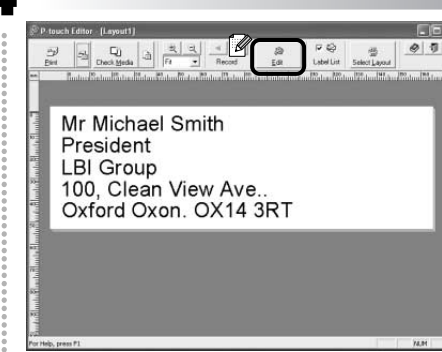 P-touch Editor - [Layout1]
Print Check Media Fit Record Edit Label List Select Layout
Mr Michael Smith
President
LBI Group
100, Clean View Ave..
Oxford Oxon. OX14 3RT
For Help, press F1 NUM